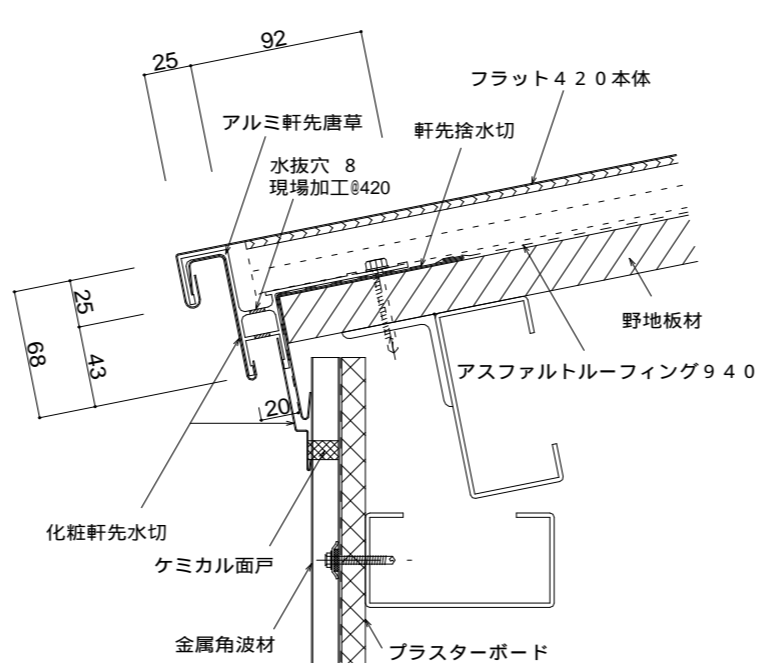 25
92
フラット４２０本体
アルミ軒先唐草
軒先捨水切
水抜穴 8
現場加工@420
25
68
43
野地板材
アスファルトルーフィング９４０
20
化粧軒先水切
ケミカル面戸
金属角波材
プラスターボード